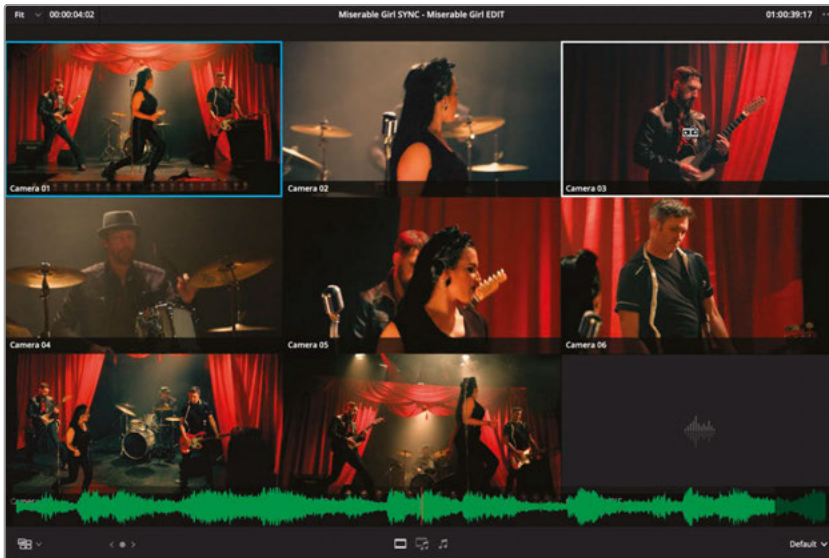 Fit 00:00:04:02 Miserable Girl SYNC - Miserable Girl EDIT 01:00:39:17
Camera 01 Camera 02 Camera 03
Camera 04 Camera 05 Camera 06
Default